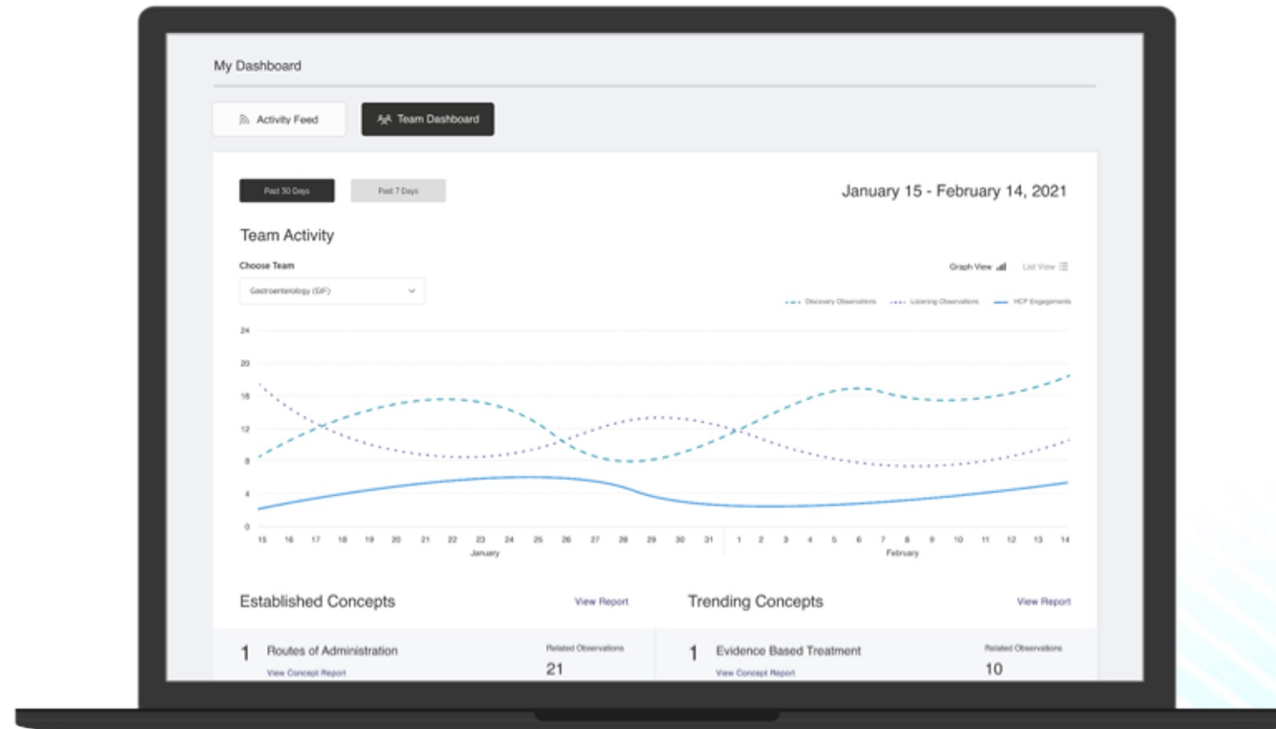 My Dashboard
Activity Feed
Team Dashboard
Past 30 Days
Past 7 Days
January 15 - February 14, 2021
Team Activity
Choose Team
Graph View
List View
Gastroenterology (GIF)
Discovery Observations
Listening Observations
HCP Engagements
24
20
16
12
8
4
0
15 16 17 18 19 20 21 22 23 24 25 26 27 28 29 30 31 1 2 3 4 5 6 7 8 9 10 11 12 13 14
January
February
Established Concepts
View Report
Trending Concepts
View Report
1 Routes of Administration
Related Observations
View Concept Report
21
1 Evidence Based Treatment
Related Observations
View Concept Report
10